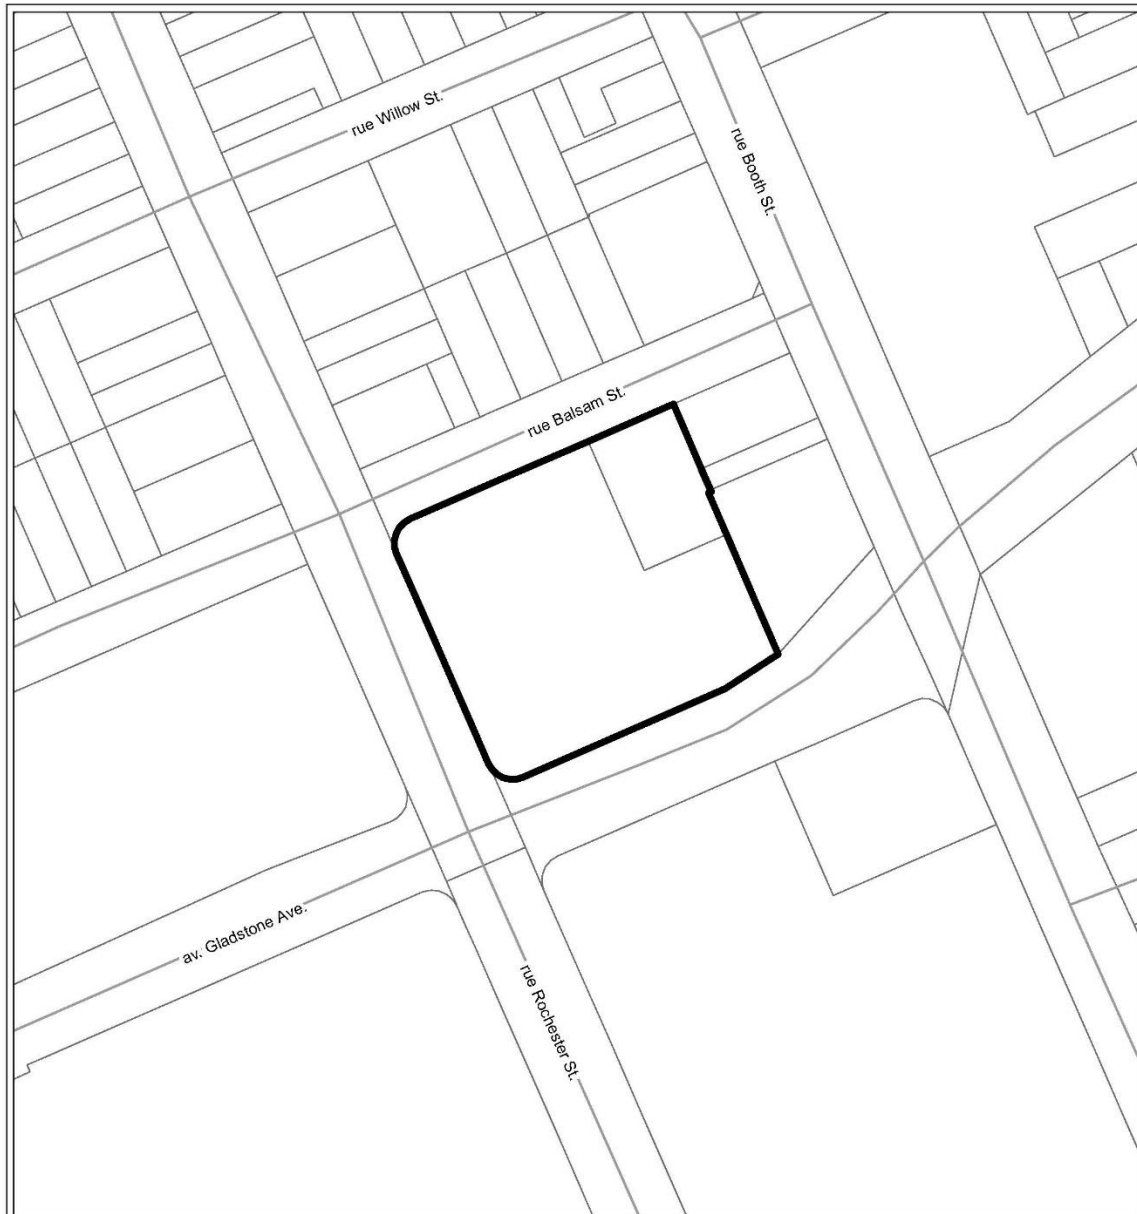 rue Willow St.
rue Booth St.
rue Balsam St.
av. Gladstone Ave.
rue Rochester St.